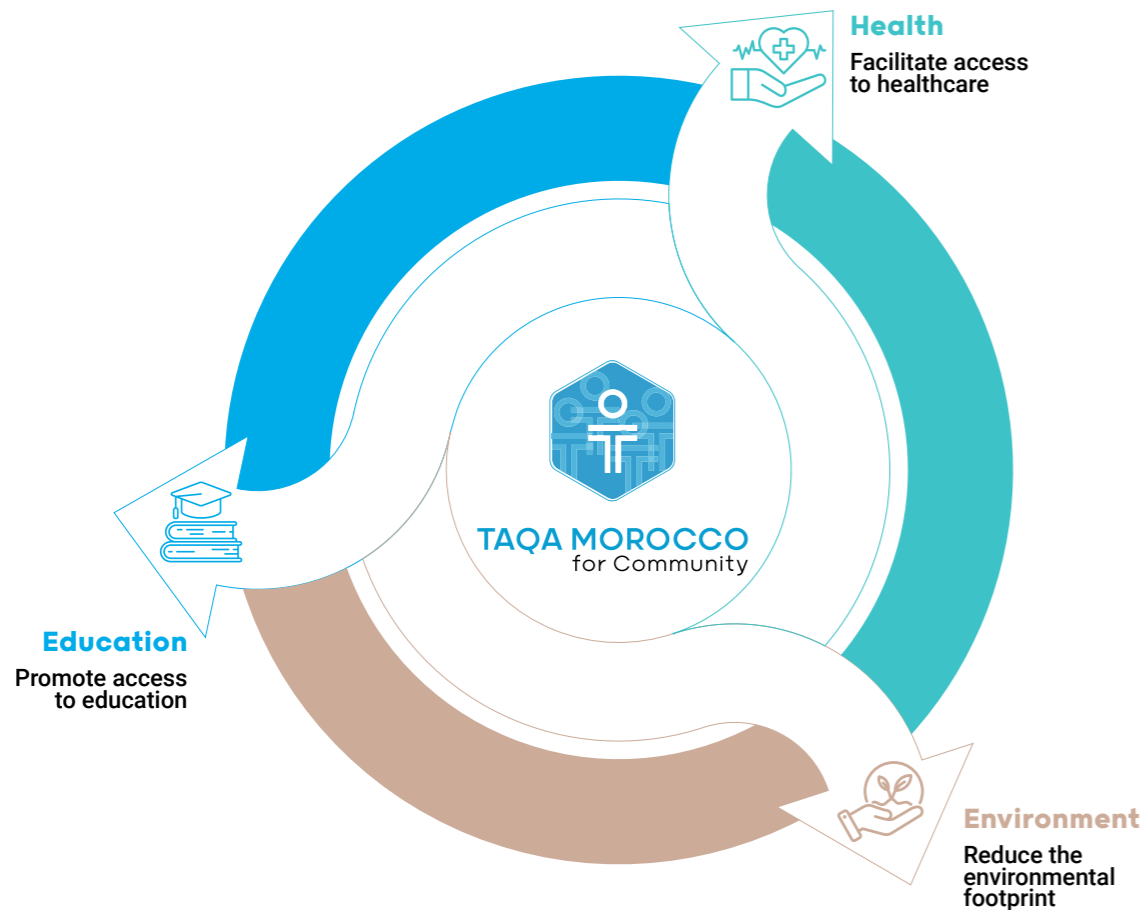 Health
Facilitate access
to healthcare
TAQA MOROCCO
for Community
Education
Promote access
to education
Environment
Reduce the
environmental
footprint